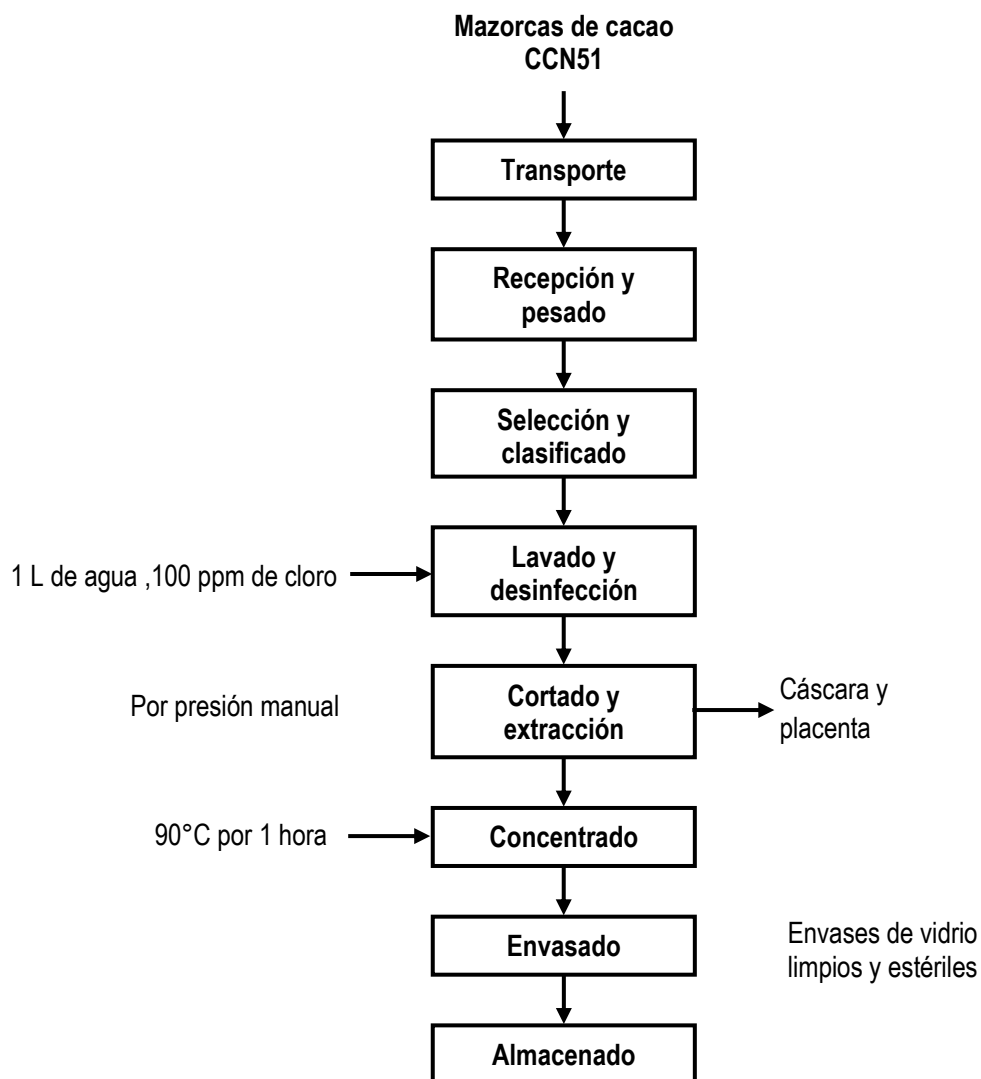 Mazorcas de cacao
CCN51
Transporte
Recepción y
pesado
Selección y
clasificado
1 L de agua ,100 ppm de cloro
Lavado y
desinfección
Por presión manual
Cortado y
extracción
Cáscara y
placenta
90°C por 1 hora
Concentrado
Envasado
Envases de vidrio
limpios y estériles
Almacenado